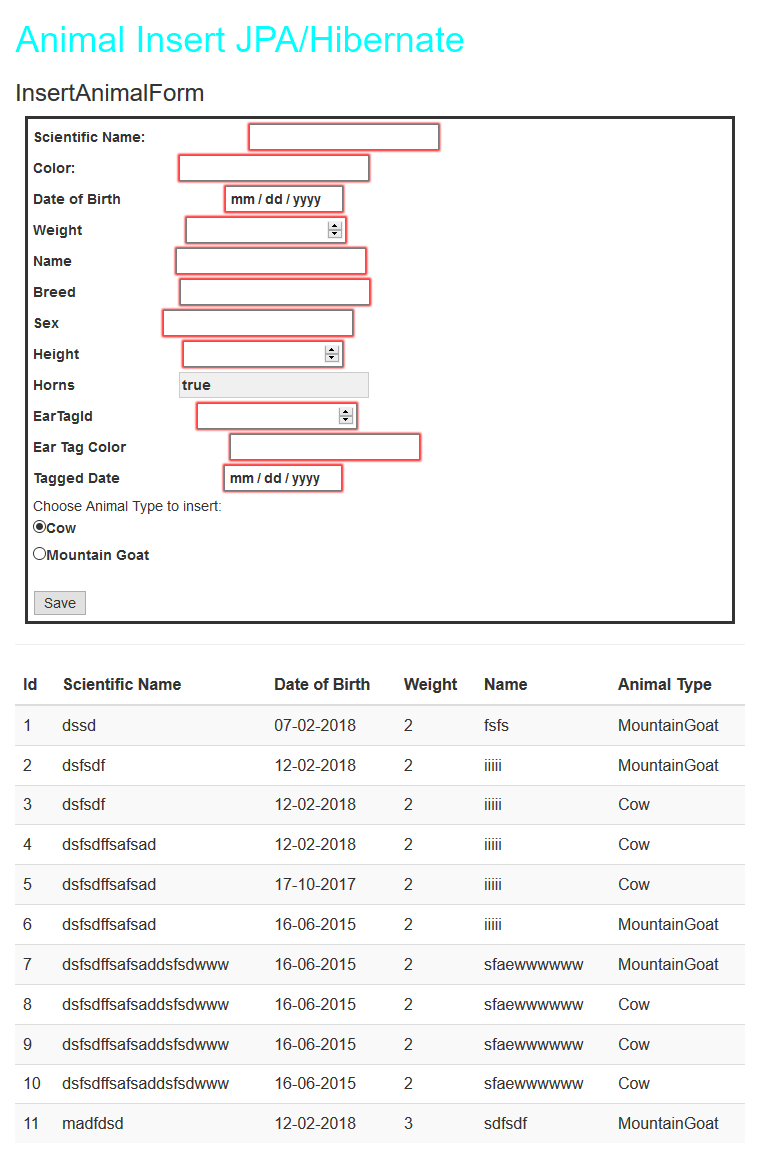 Animal Insert JPA/Hibernate
InsertAnimalForm
Scientific Name:
Color:
Date of Birth mm / dd / yyyy
Weight
Name
Breed
Sex
Height
Horns true
EarTagId
Ear Tag Color
Tagged Date mm / dd / yyyy
Choose Animal Type to insert:
Cow
Mountain Goat
Save
Id Scientific Name Date of Birth Weight Name Animal Type
1 dssd 07-02-2018 2 fsfs MountainGoat
2 dsfsdf 12-02-2018 2 iiiii MountainGoat
3 dsfsdf 12-02-2018 2 iiiii Cow
4 dsfsdffsafsad 12-02-2018 2 iiiii Cow
5 dsfsdffsafsad 17-10-2017 2 iiiii Cow
6 dsfsdffsafsad 16-06-2015 2 iiiii MountainGoat
7 dsfsdffsafsaddsfsdwww 16-06-2015 2 sfaewwwwww MountainGoat
8 dsfsdffsafsaddsfsdwww 16-06-2015 2 sfaewwwwww Cow
9 dsfsdffsafsaddsfsdwww 16-06-2015 2 sfaewwwwww Cow
10 dsfsdffsafsaddsfsdwww 16-06-2015 2 sfaewwwwww Cow
11 madfdsd 12-02-2018 3 sdfsdf MountainGoat